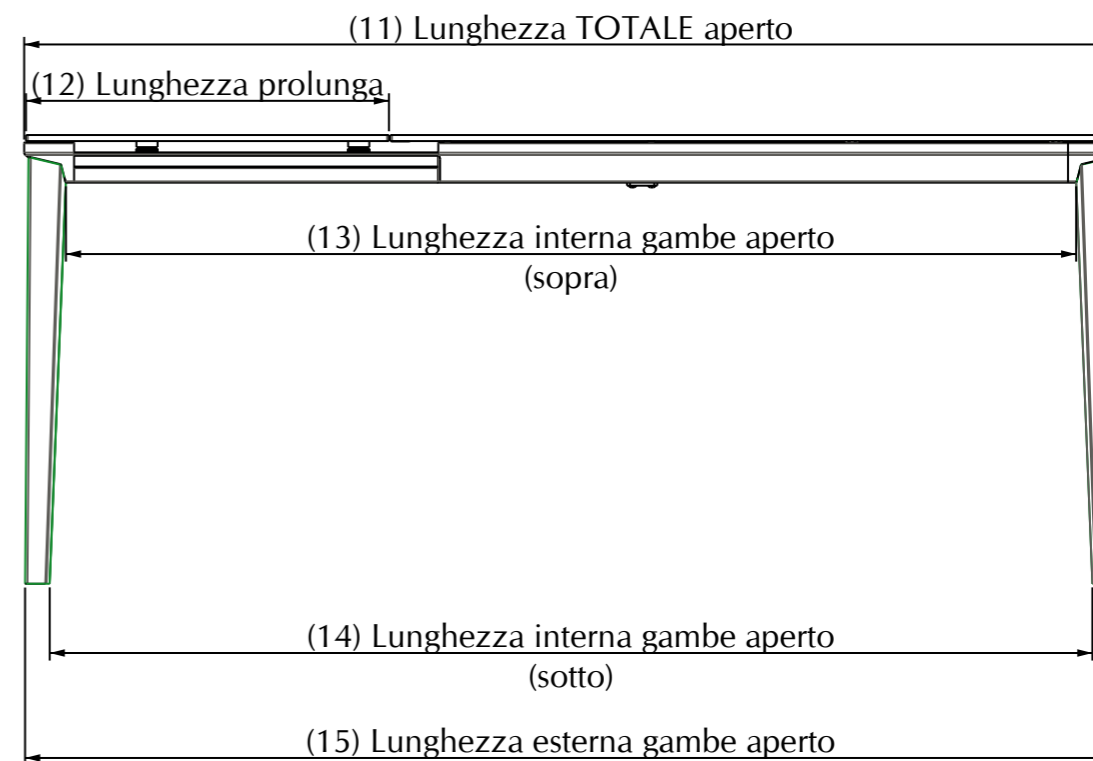 (11) Lunghezza TOTALE aperto
(12) Lunghezza prolunga
(13) Lunghezza interna gambe aperto
(sopra)
(14) Lunghezza interna gambe aperto
(sotto)
(15) Lunghezza esterna gambe aperto